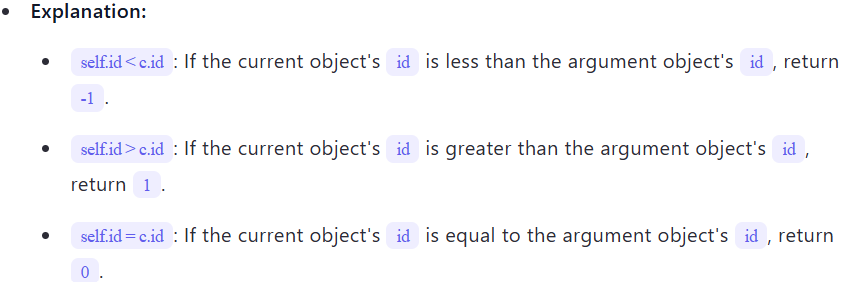 • Explanation:
• self.id < c.id : If the current object's id is less than the argument object's id , return
-1 .
• self.id > c.id : If the current object's id is greater than the argument object's id ,
return 1 .
• self.id = c.id : If the current object's id is equal to the argument object's id , return
0 .